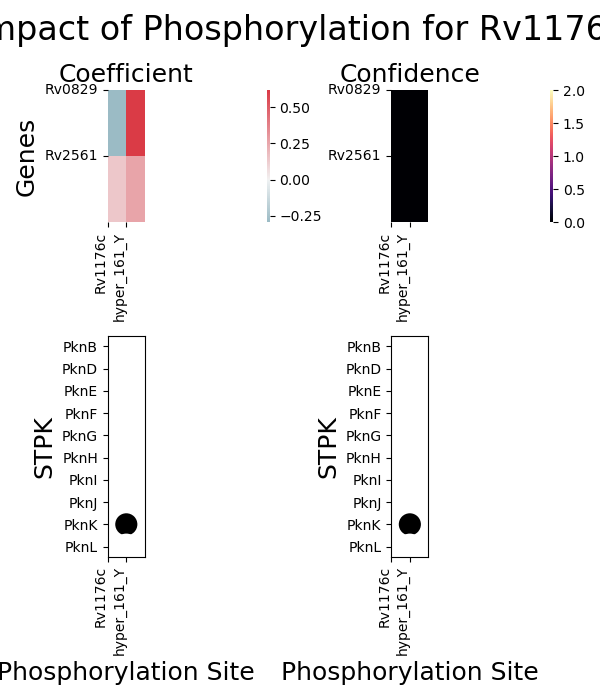 mpact of Phosphorylation for Rv1176
Coefficient
Confidence
Genes
Rv0829
Rv2561
0.50
0.25
0.00
−0.25
Rv0829
Rv2561
2.0
1.5
1.0
0.5
0.0
Rv1176c
hyper_161_Y
Rv1176c
hyper_161_Y
STPK
PknB
PknD
PknE
PknF
PknG
PknH
PknI
PknJ
PknK
PknL
STPK
PknB
PknD
PknE
PknF
PknG
PknH
PknI
PknJ
PknK
PknL
Rv1176c
hyper_161_Y
Rv1176c
hyper_161_Y
Phosphorylation Site
Phosphorylation Site